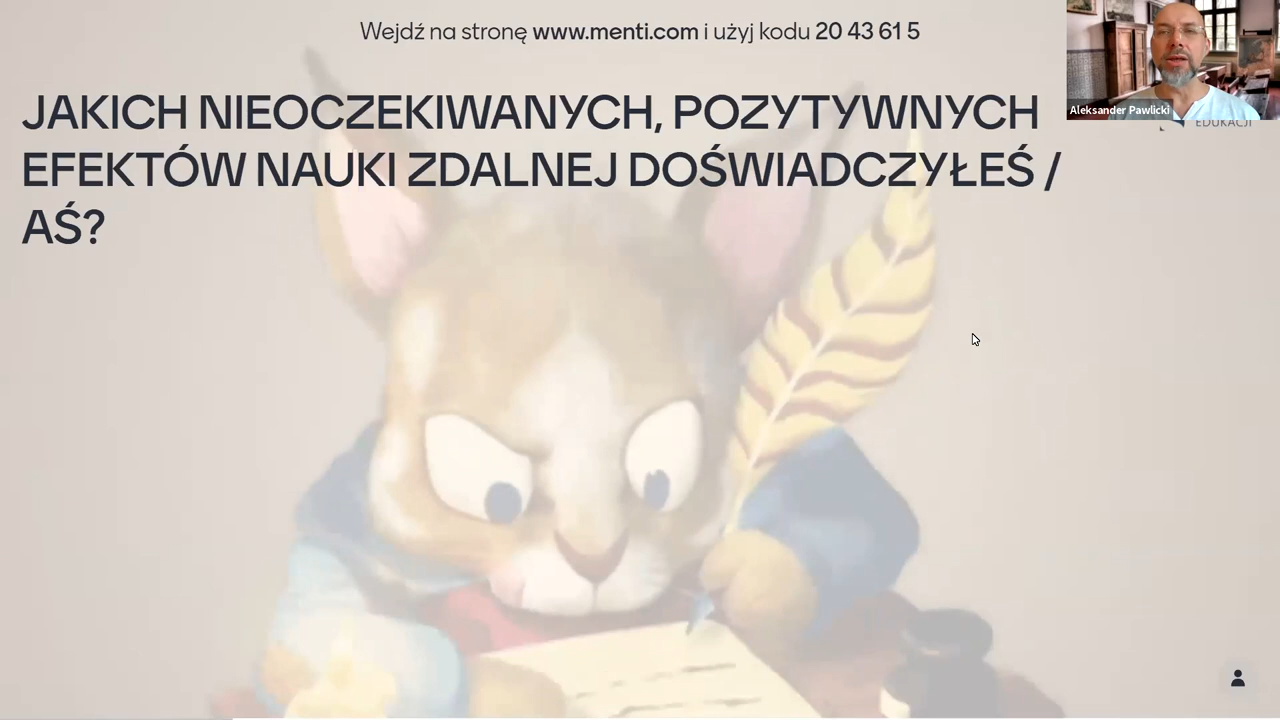 Wejdź na stronę www.menti.com i użyj kodu 20 43 61 5
JAKICH NIEOCZEKIWANYCH, POZYTYWNYCH
EFEKTÓW NAUKI ZDALNEJ DOŚWIADCZYŁEŚ /
AŚ?
Aleksander Pawlicki
EDUKACJI